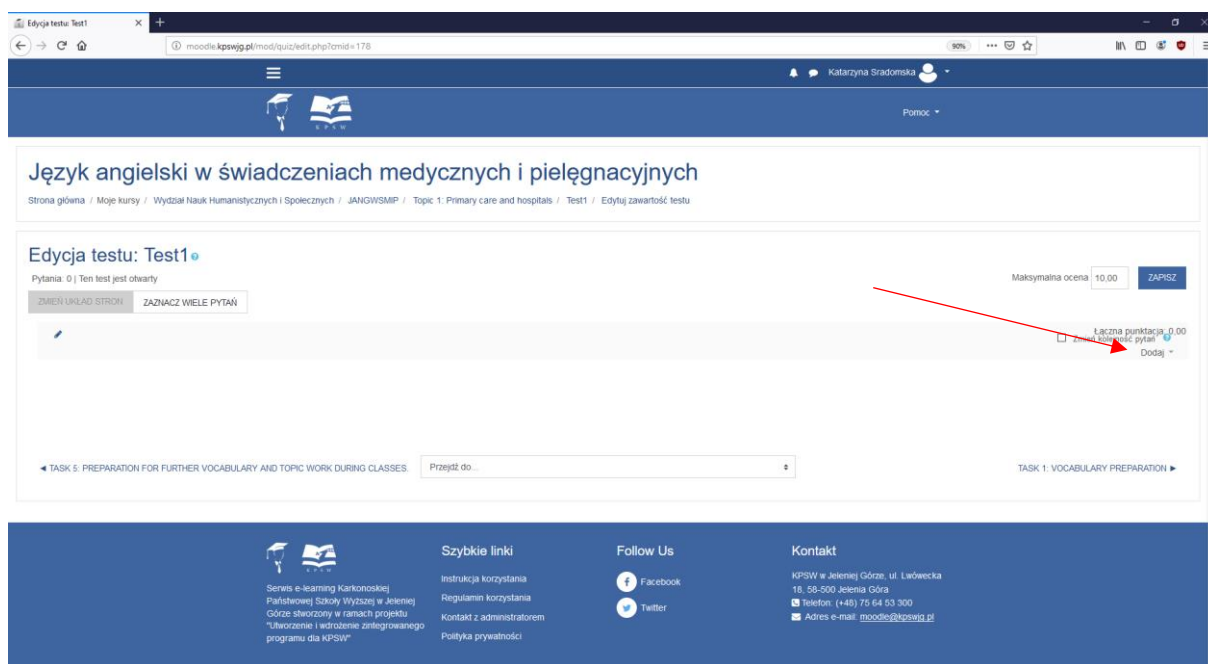 Edycja testu: Test1
moodle.kpswjg.pl/mod/quiz/edit.php?cmid=178
90%
Katarzyna Sradomska
K P S W
Pomoc
Język angielski w świadczeniach medycznych i pielęgnacyjnych
Strona główna / Moje kursy / Wydział Nauk Humanistycznych i Społecznych / JANGWSMIP / Topic 1: Primary care and hospitals / Test1 / Edytuj zawartość testu
Edycja testu: Test1
Pytania: 0 | Ten test jest otwarty
Maksymalna ocena 10,00 ZAPISZ
ZMIEŃ UKŁAD STRON ZAZNACZ WIELE PYTAŃ
Łączna punktacja: 0,00
Zmień kolejność pytań
Dodaj
◄ TASK 5: PREPARATION FOR FURTHER VOCABULARY AND TOPIC WORK DURING CLASSES. Przejdź do... TASK 1: VOCABULARY PREPARATION ►
K P S W
Serwis e-learning Karkonoskiej
Państwowej Szkoły Wyższej w Jeleniej
Górze stworzony w ramach projektu
"Utworzenie i wdrożenie zintegrowanego
programu dla KPSW"
Szybkie linki
Instrukcja korzystania
Regulamin korzystania
Kontakt z administratorem
Polityka prywatności
Follow Us
Facebook
Twitter
Kontakt
KPSW w Jeleniej Górze, ul. Lwówecka
18, 58-500 Jelenia Góra
Telefon: (+48) 75 64 53 300
Adres e-mail: moodle@kpswjg.pl